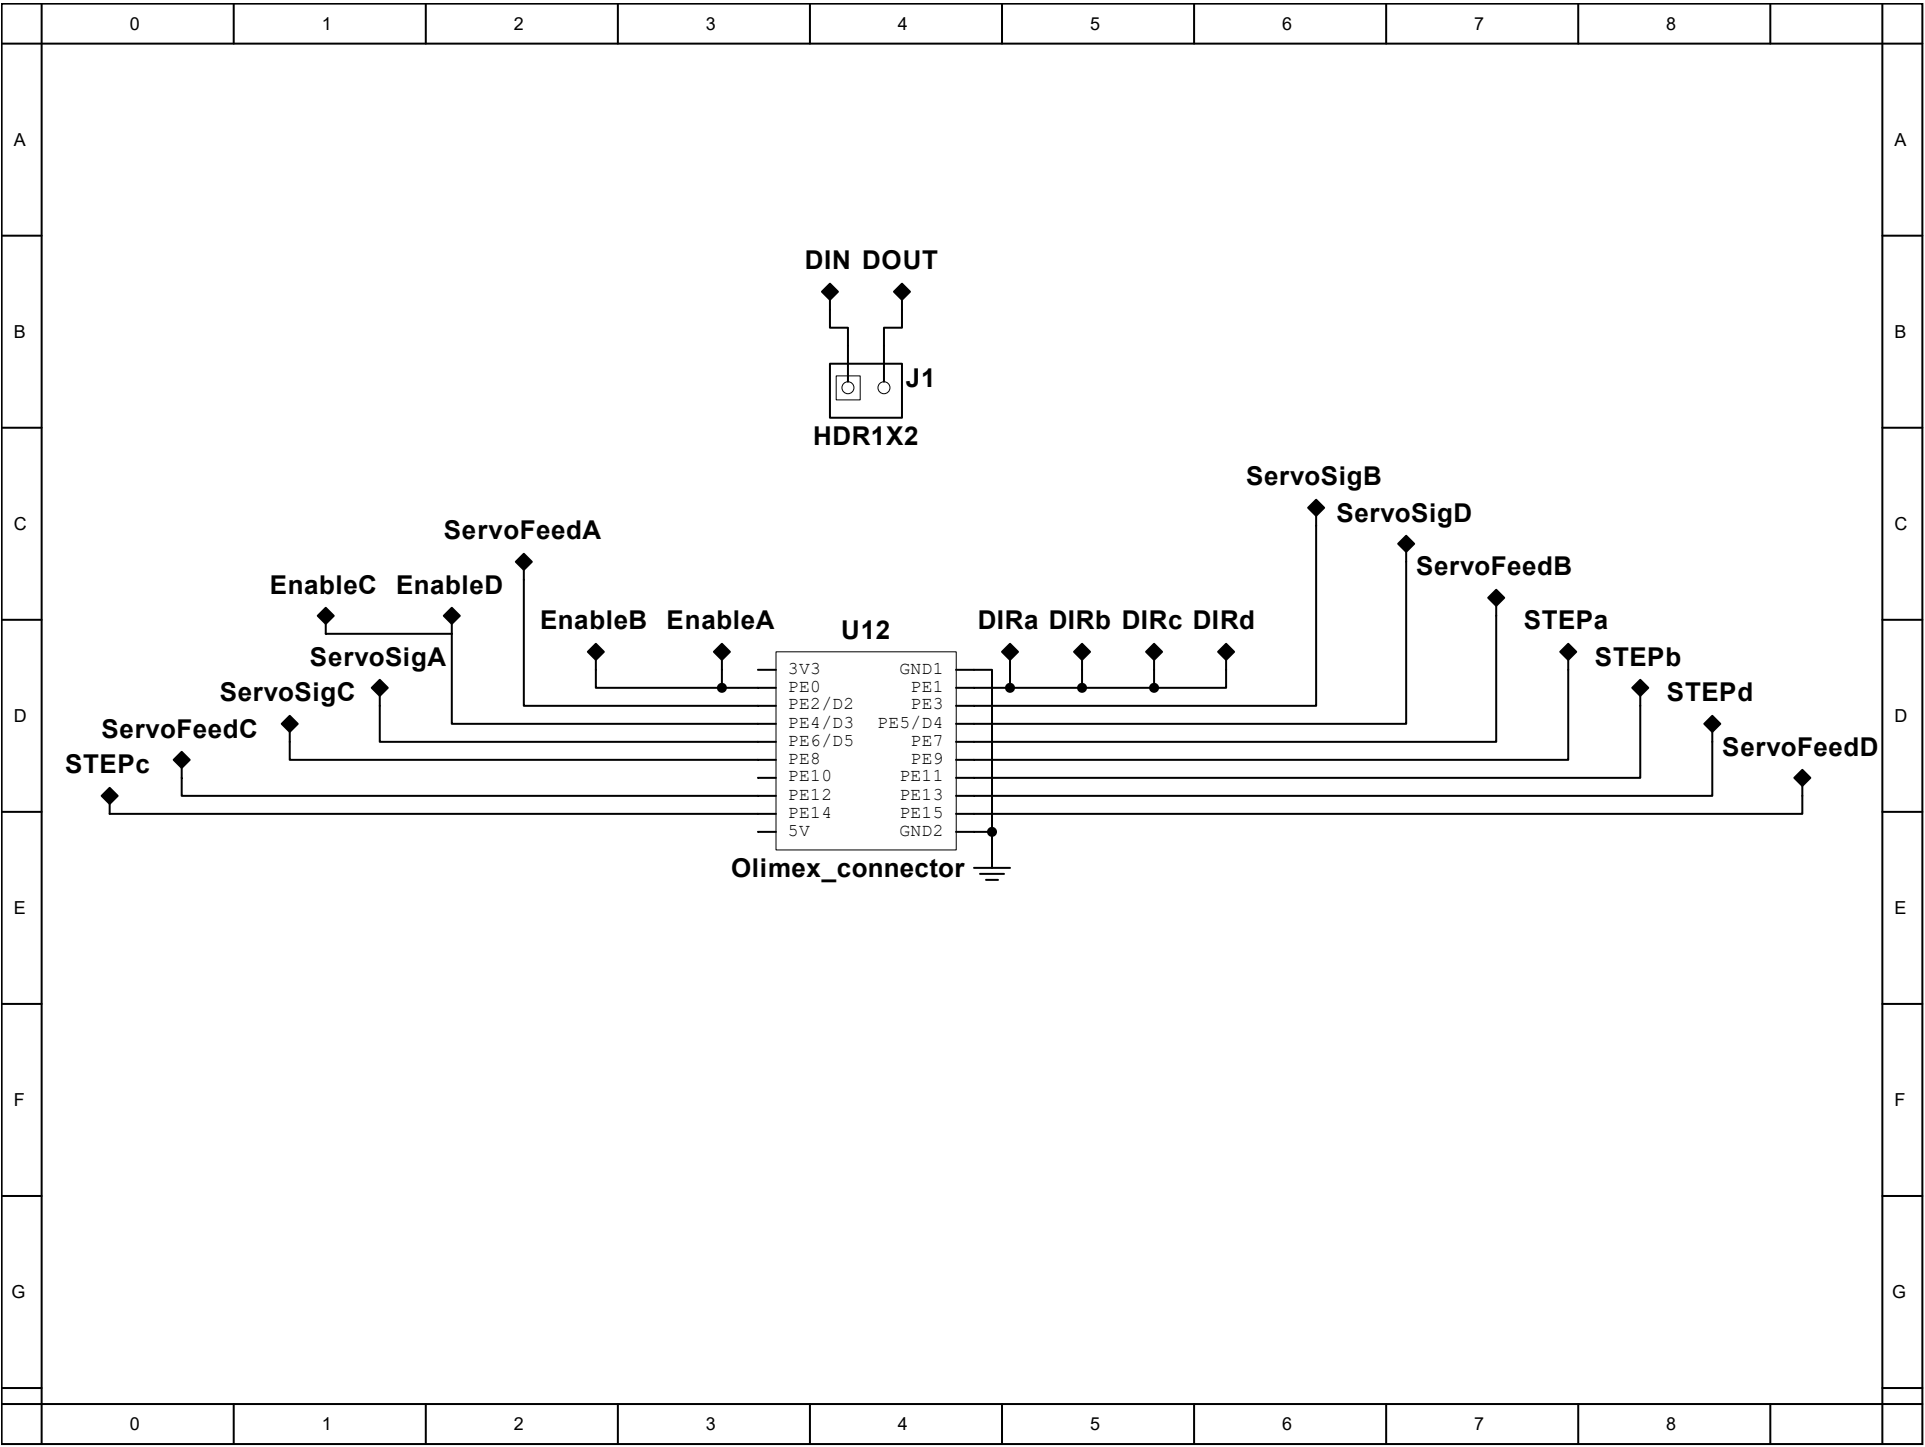 0 1 2 3 4 5 6 7 8
A A
DIN DOUT
B B
J1
HDR1X2
ServoSigB
ServoSigD
C C
ServoFeedA
ServoFeedB
EnableC EnableD
EnableB EnableA U12 DIRa DIRb DIRc DIRd STEPa
ServoSigA STEPb
3V3 GND1
PE0 PE1
ServoSigC STEPd
PE2/D2 PE3
D D
PE4/D3 PE5/D4
ServoFeedC
PE6/D5 PE7
ServoFeedD
PE8 PE9
STEPc
PE10 PE11
PE12 PE13
PE14 PE15
5V GND2
Olimex_connector
E E
F F
G G
0 1 2 3 4 5 6 7 8